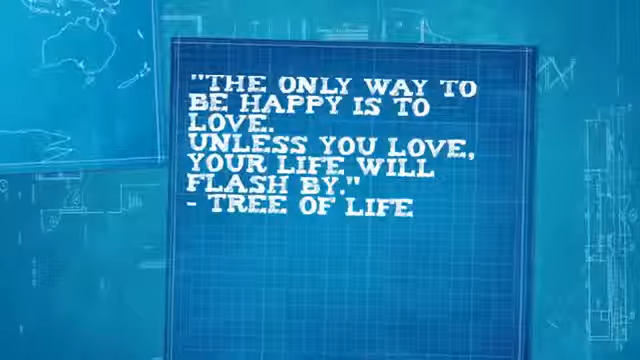 "THE ONLY WAY TO
BE HAPPY IS TO
LOVE.
UNLESS YOU LOVE,
YOUR LIFE WILL
FLASH BY."
- TREE OF LIFE